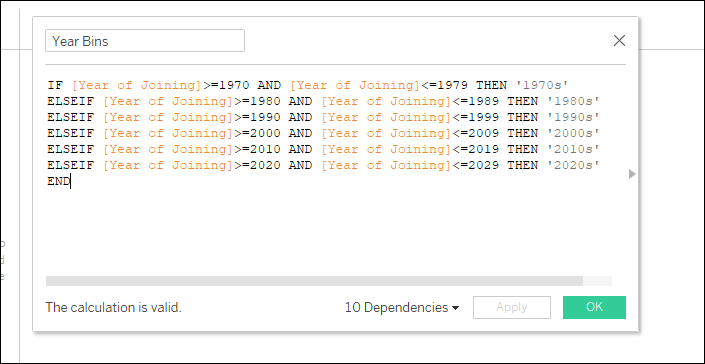 Year Bins
IF [Year of Joining]>=1970 AND [Year of Joining]<=1979 THEN '1970s'
ELSEIF [Year of Joining]>=1980 AND [Year of Joining]<=1989 THEN '1980s'
ELSEIF [Year of Joining]>=1990 AND [Year of Joining]<=1999 THEN '1990s'
ELSEIF [Year of Joining]>=2000 AND [Year of Joining]<=2009 THEN '2000s'
ELSEIF [Year of Joining]>=2010 AND [Year of Joining]<=2019 THEN '2010s'
ELSEIF [Year of Joining]>=2020 AND [Year of Joining]<=2029 THEN '2020s'
END
The calculation is valid. 10 Dependencies Apply OK